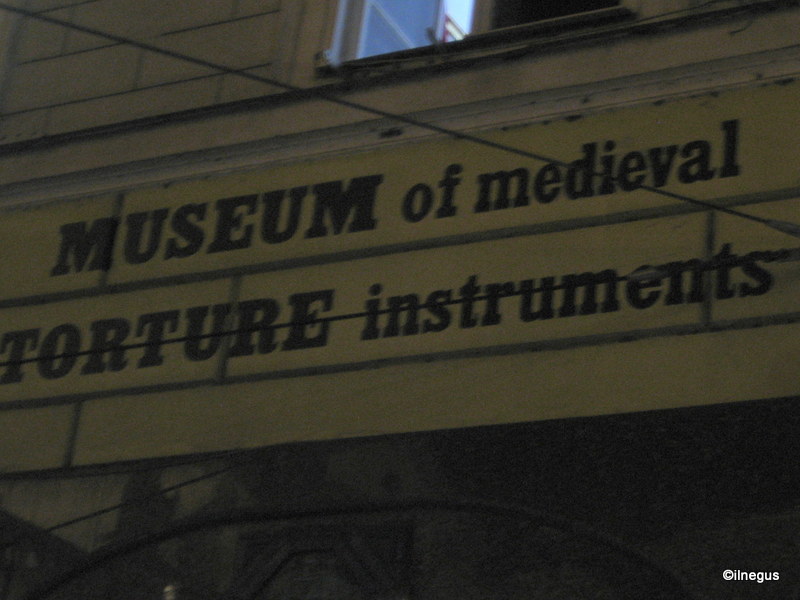 MUSEUM of medieval
TORTURE instruments
©ilnegus